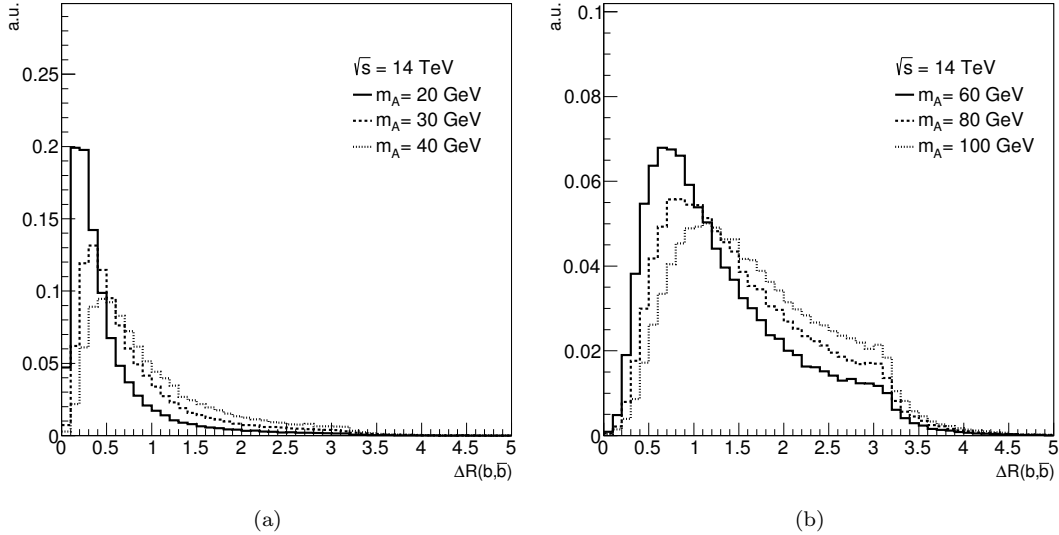 a.u.
0.25
0.2
0.15
0.1
0.05
0
√s = 14 TeV
m_A= 20 GeV
m_A= 30 GeV
m_A= 40 GeV
0 0.5 1 1.5 2 2.5 3 3.5 4 4.5 5
ΔR(b,b̅)
(a)
a.u.
0.1
0.08
0.06
0.04
0.02
0
√s = 14 TeV
m_A= 60 GeV
m_A= 80 GeV
m_A= 100 GeV
0 0.5 1 1.5 2 2.5 3 3.5 4 4.5 5
ΔR(b,b̅)
(b)